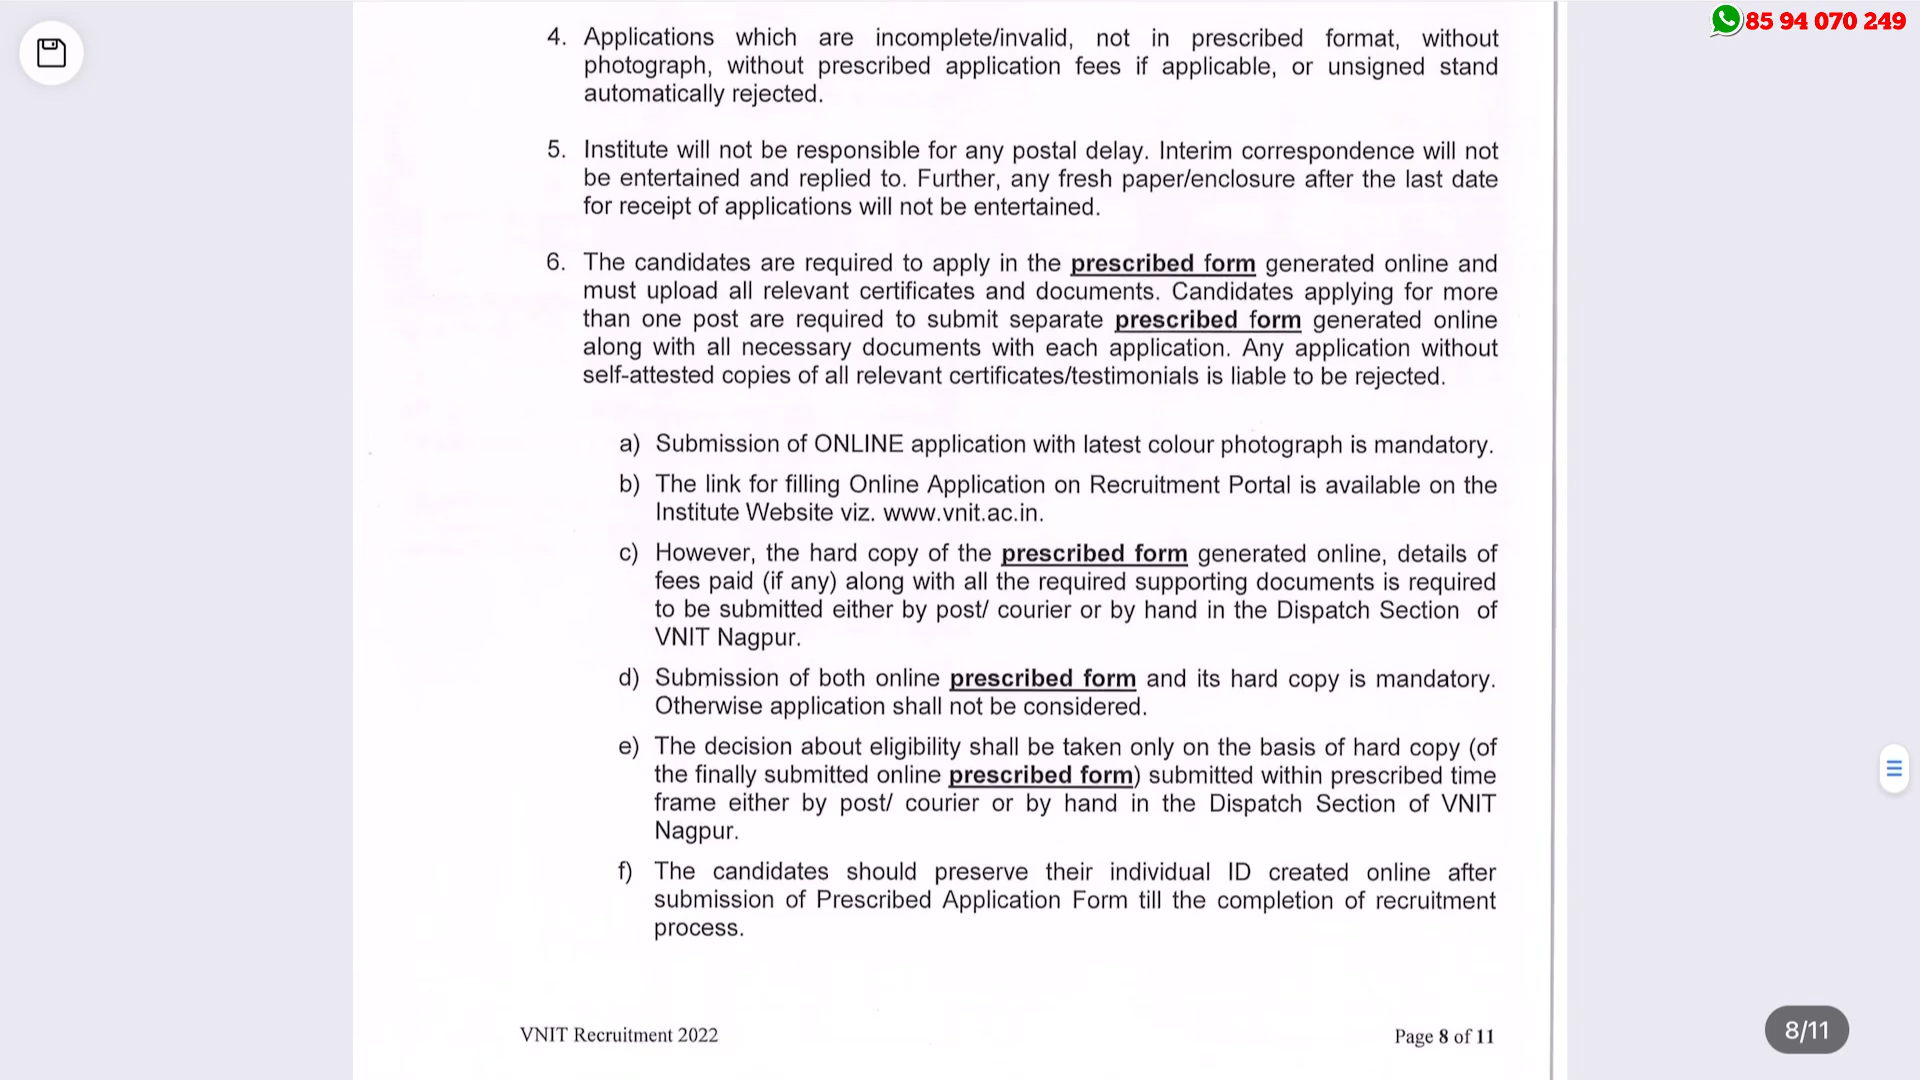 85 94 070 249
4. Applications which are incomplete/invalid, not in prescribed format, without
photograph, without prescribed application fees if applicable, or unsigned stand
automatically rejected.
5. Institute will not be responsible for any postal delay. Interim correspondence will not
be entertained and replied to. Further, any fresh paper/enclosure after the last date
for receipt of applications will not be entertained.
6. The candidates are required to apply in the prescribed form generated online and
must upload all relevant certificates and documents. Candidates applying for more
than one post are required to submit separate prescribed form generated online
along with all necessary documents with each application. Any application without
self-attested copies of all relevant certificates/testimonials is liable to be rejected.
a) Submission of ONLINE application with latest colour photograph is mandatory.
b) The link for filling Online Application on Recruitment Portal is available on the
Institute Website viz. www.vnit.ac.in.
c) However, the hard copy of the prescribed form generated online, details of
fees paid (if any) along with all the required supporting documents is required
to be submitted either by post/ courier or by hand in the Dispatch Section of
VNIT Nagpur.
d) Submission of both online prescribed form and its hard copy is mandatory.
Otherwise application shall not be considered.
e) The decision about eligibility shall be taken only on the basis of hard copy (of
the finally submitted online prescribed form) submitted within prescribed time
frame either by post/ courier or by hand in the Dispatch Section of VNIT
Nagpur.
f) The candidates should preserve their individual ID created online after
submission of Prescribed Application Form till the completion of recruitment
process.
VNIT Recruitment 2022
Page 8 of 11
8/11